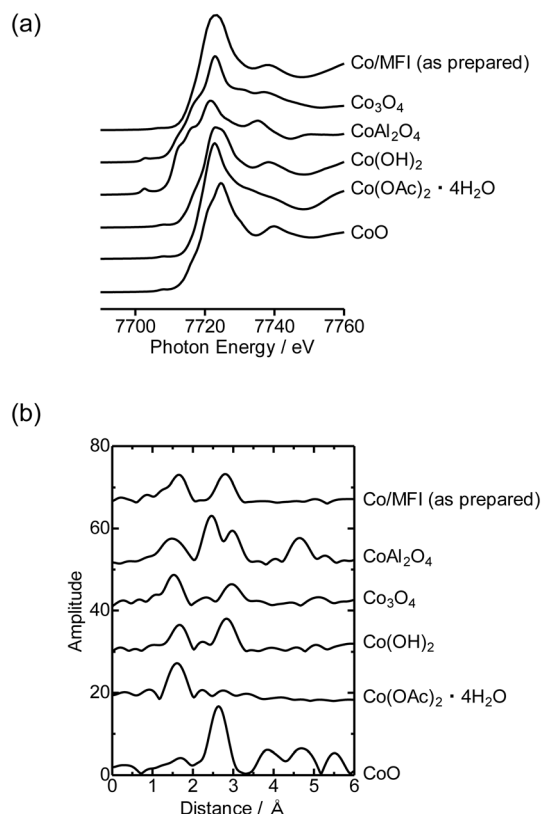 (a)
Co/MFI (as prepared)
Co₃O₄
CoAl₂O₄
Co(OH)₂
Co(OAc)₂・4H₂O
CoO
7700 7720 7740 7760
Photon Energy / eV
(b)
80
60
40
20
0
Amplitude
Co/MFI (as prepared)
CoAl₂O₄
Co₃O₄
Co(OH)₂
Co(OAc)₂・4H₂O
CoO
0 1 2 3 4 5 6
Distance / Å